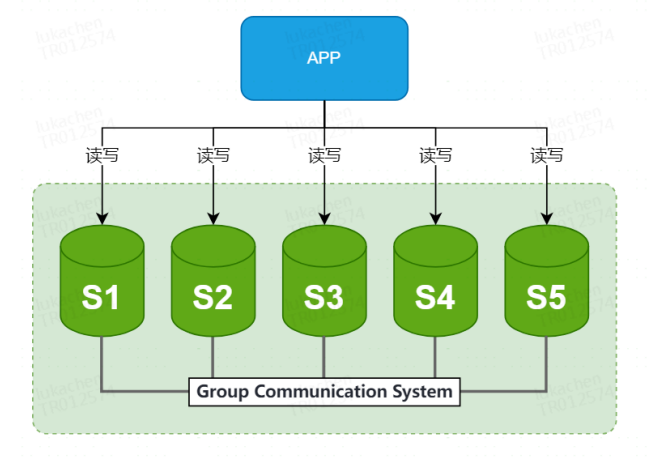 APP
读写 读写 读写 读写 读写
S1 S2 S3 S4 S5
Group Communication System
lukachen
TR012574